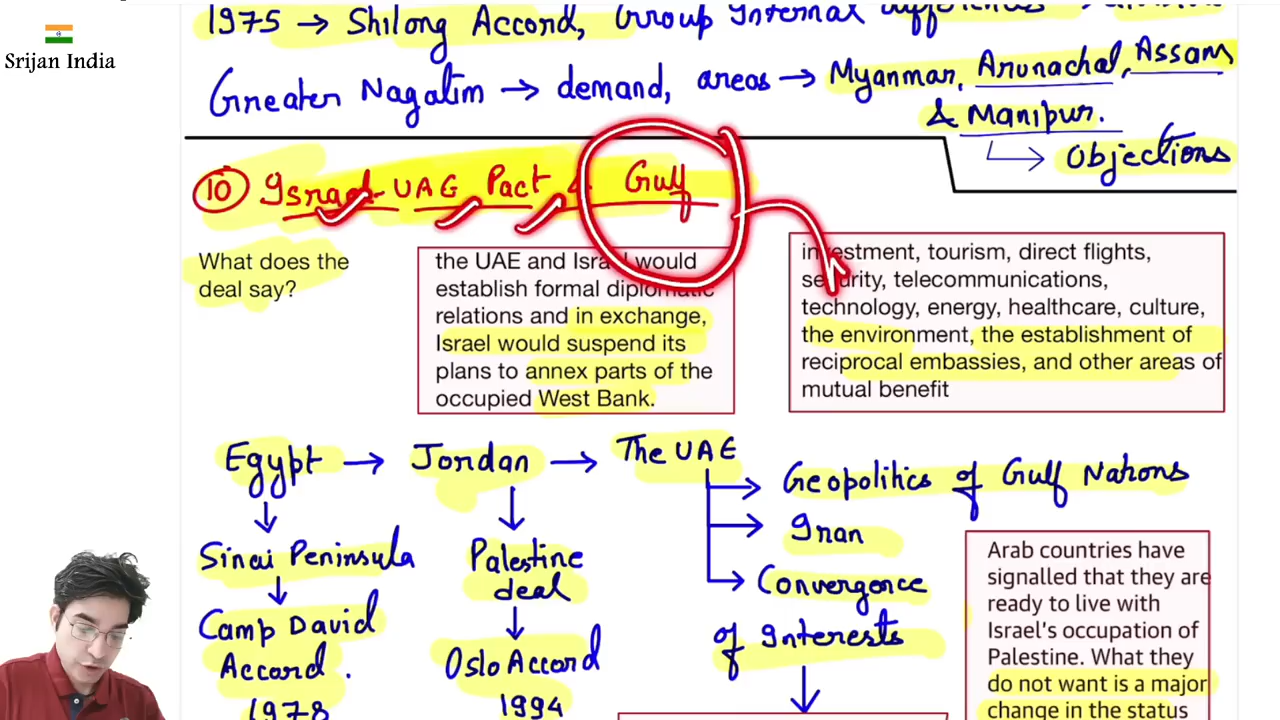 1975 → Shilong Accord, Group Internal differences →
Srijan India
Greater Nagalim → demand, areas → Myanmar, Arunachal, Assam
& Manipur.
Objections
10 Israel-UAE Pact & Gulf
What does the
deal say?
the UAE and Israel would
establish formal diplomatic
relations and in exchange,
Israel would suspend its
plans to annex parts of the
occupied West Bank.
investment, tourism, direct flights,
security, telecommunications,
technology, energy, healthcare, culture,
the environment, the establishment of
reciprocal embassies, and other areas of
mutual benefit
Egypt → Jordan → The UAE
Sinai Peninsula
Camp David
Accord.
1978
Palestine
deal
Oslo Accord
1994
Geopolitics of Gulf Nations
Iran
Convergence
of Interests
Arab countries have
signalled that they are
ready to live with
Israel's occupation of
Palestine. What they
do not want is a major
change in the status